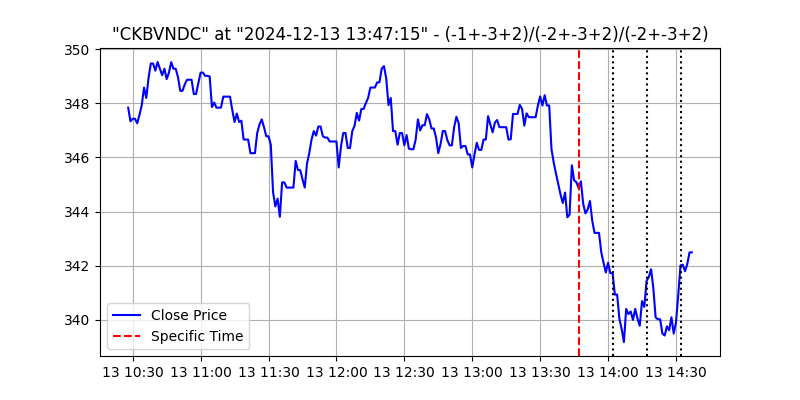 "CKBVNDC" at "2024-12-13 13:47:15" - (-1+-3+2)/(-2+-3+2)/(-2+-3+2)
350
348
346
344
342
340
Close Price
Specific Time
13 10:30 13 11:00 13 11:30 13 12:00 13 12:30 13 13:00 13 13:30 13 14:00 13 14:30